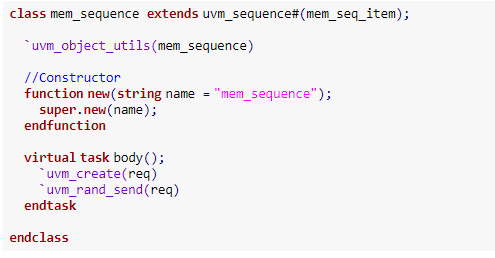 class mem_sequence extends uvm_sequence#(mem_seq_item);
`uvm_object_utils(mem_sequence)
//Constructor
function new(string name = "mem_sequence");
super.new(name);
endfunction
virtual task body();
`uvm_create(req)
`uvm_rand_send(req)
endtask
endclass